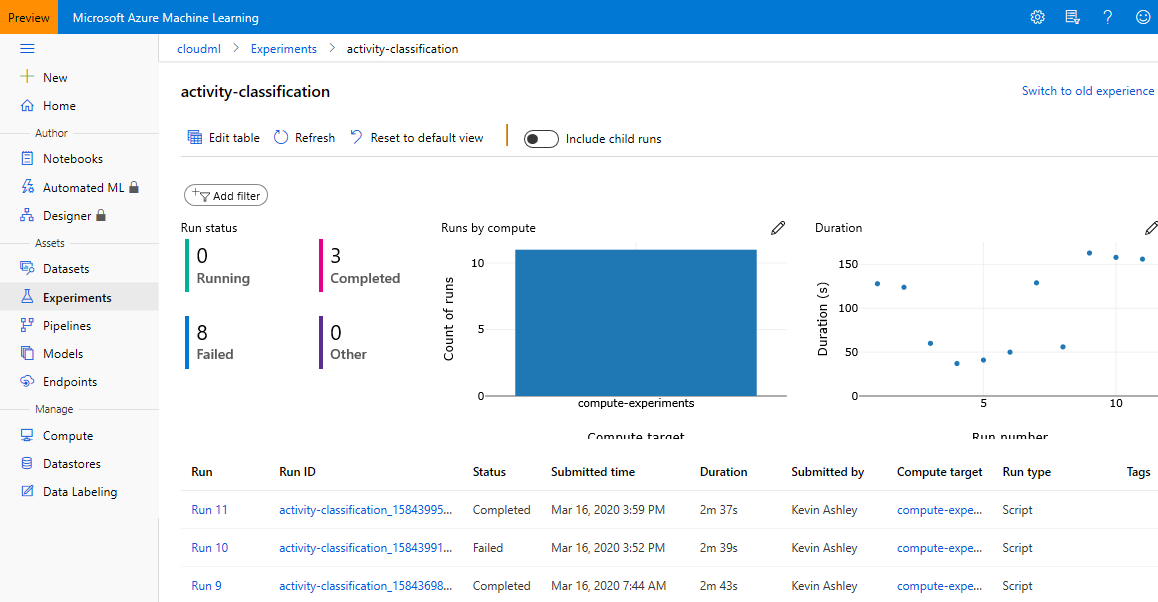 Preview Microsoft Azure Machine Learning
cloudml > Experiments > activity-classification
New
Home
Author
Notebooks
Automated ML
Designer
Assets
Datasets
Experiments
Pipelines
Models
Endpoints
Manage
Compute
Datastores
Data Labeling
activity-classification
Switch to old experience
Edit table Refresh Reset to default view Include child runs
Add filter
Run status
0 Running
3 Completed
8 Failed
0 Other
Runs by compute
Count of runs
10
5
0
compute-experiments
Compute target
Duration
Duration (s)
150
100
50
0
5 10
Run number
Run Run ID Status Submitted time Duration Submitted by Compute target Run type Tags
Run 11 activity-classification_15843995... Completed Mar 16, 2020 3:59 PM 2m 37s Kevin Ashley compute-expe... Script
Run 10 activity-classification_15843991... Failed Mar 16, 2020 3:52 PM 2m 39s Kevin Ashley compute-expe... Script
Run 9 activity-classification_15843698... Completed Mar 16, 2020 7:44 AM 2m 43s Kevin Ashley compute-expe... Script